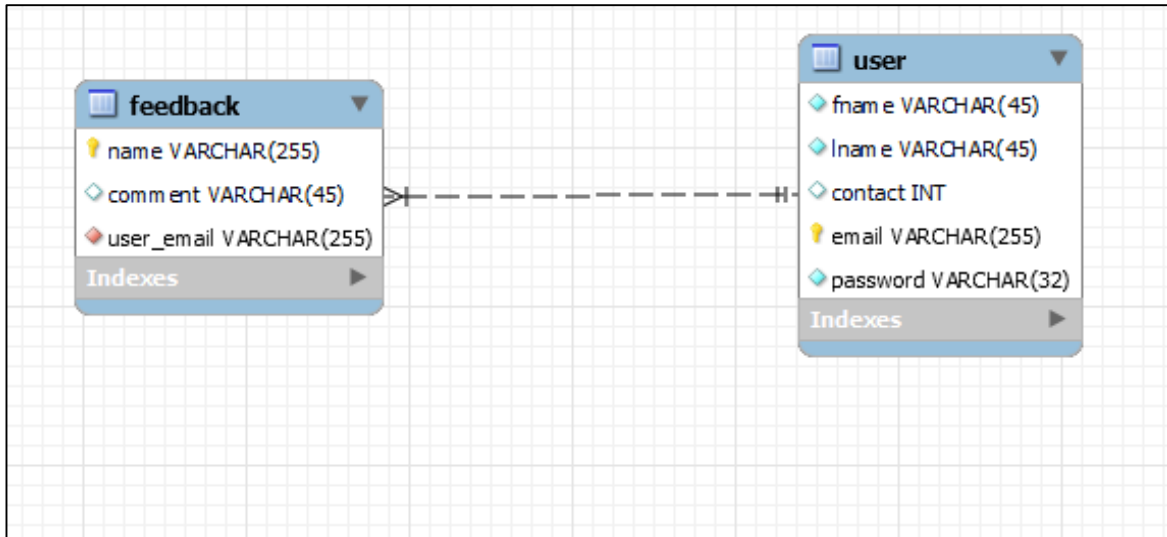 feedback
name VARCHAR(255)
comment VARCHAR(45)
user_email VARCHAR(255)
Indexes
user
fname VARCHAR(45)
lname VARCHAR(45)
contact INT
email VARCHAR(255)
password VARCHAR(32)
Indexes